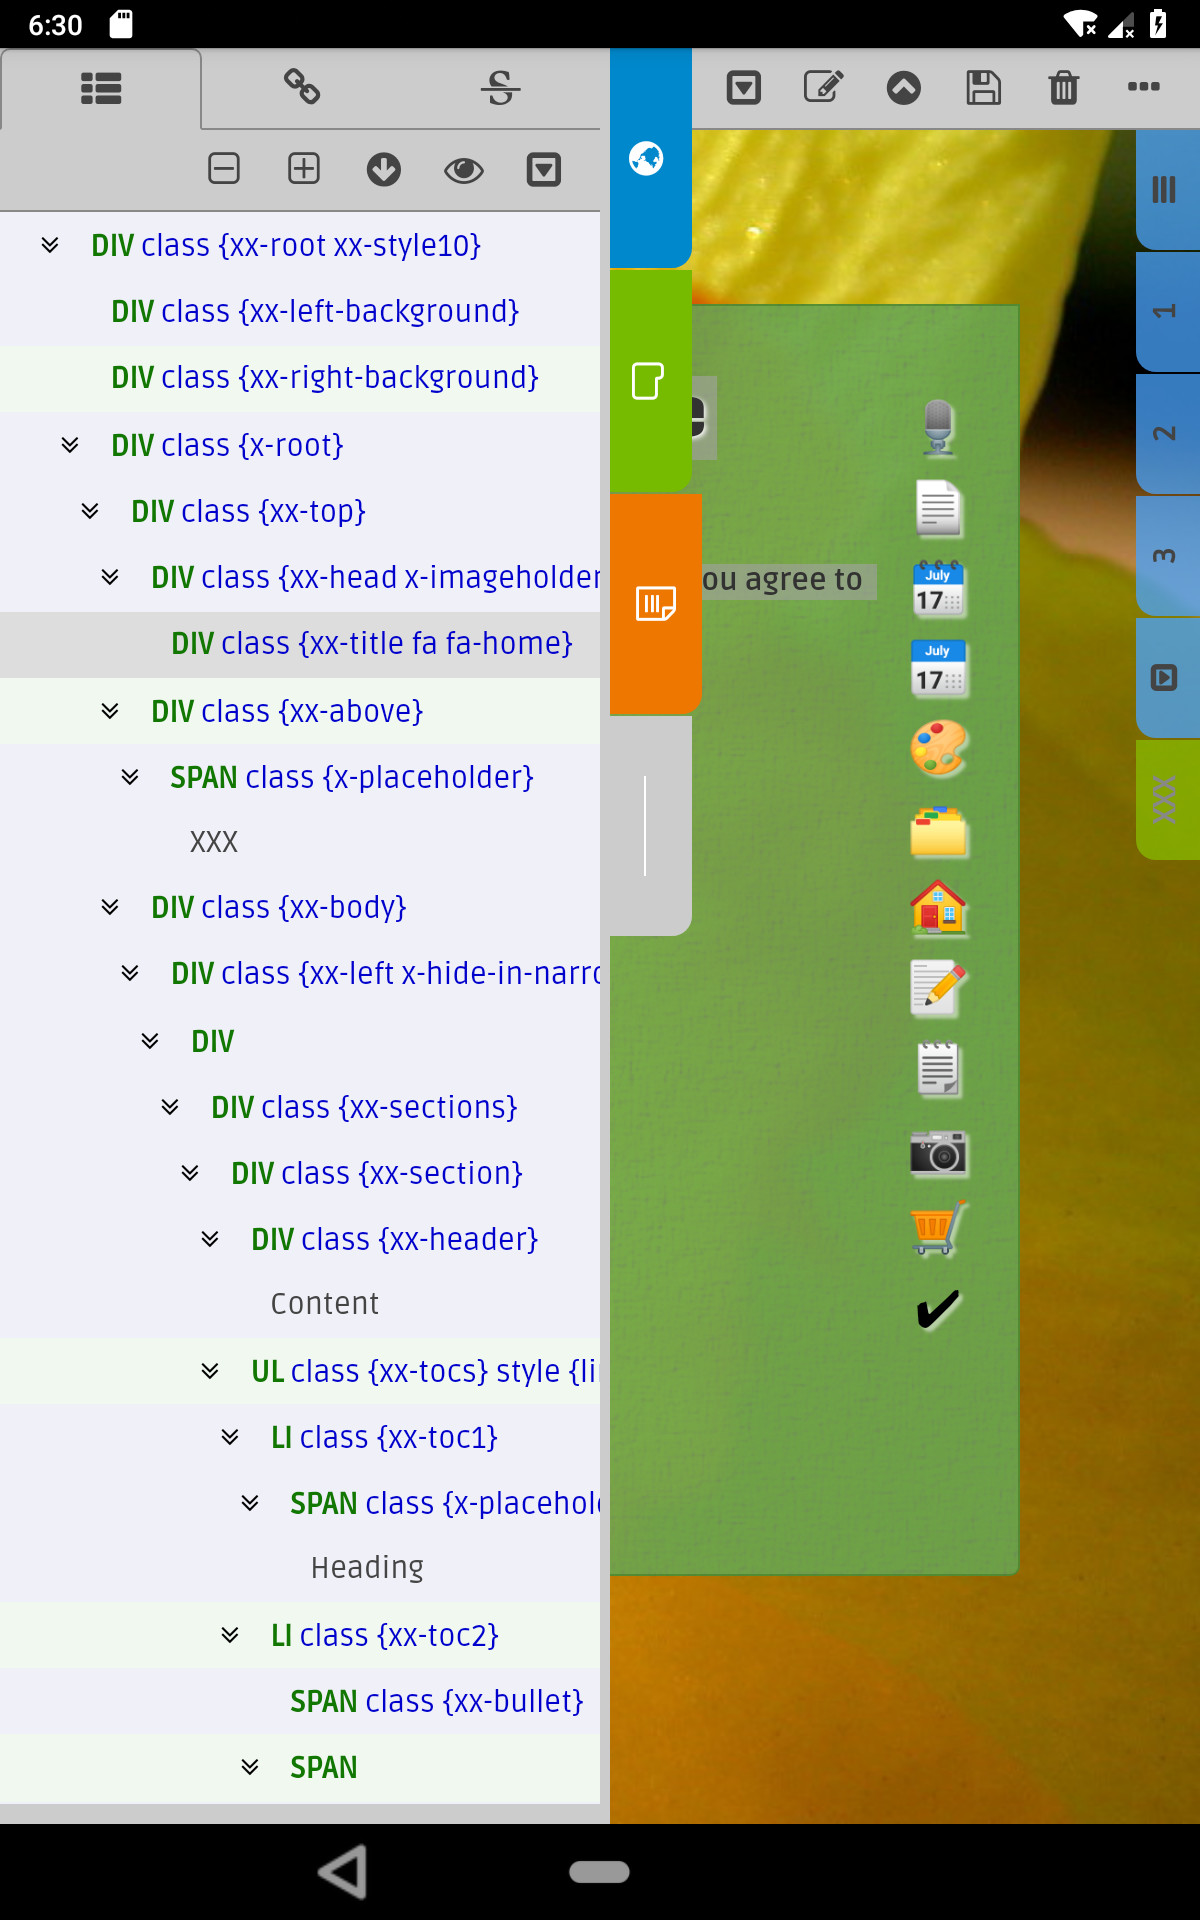 6:30
DIV class {xx-root xx-style10}
DIV class {xx-left-background}
DIV class {xx-right-background}
DIV class {x-root}
DIV class {xx-top}
DIV class {xx-head x-imageholder
DIV class {xx-title fa fa-home}
DIV class {xx-above}
SPAN class {x-placeholder}
XXX
DIV class {xx-body}
DIV class {xx-left x-hide-in-narro
DIV
DIV class {xx-sections}
DIV class {xx-section}
DIV class {xx-header}
Content
UL class {xx-tocs} style {li
LI class {xx-toc1}
SPAN class {x-placehol
Heading
LI class {xx-toc2}
SPAN class {xx-bullet}
SPAN
e
ou agree to
July
17
July
17
1
2
3
XXX